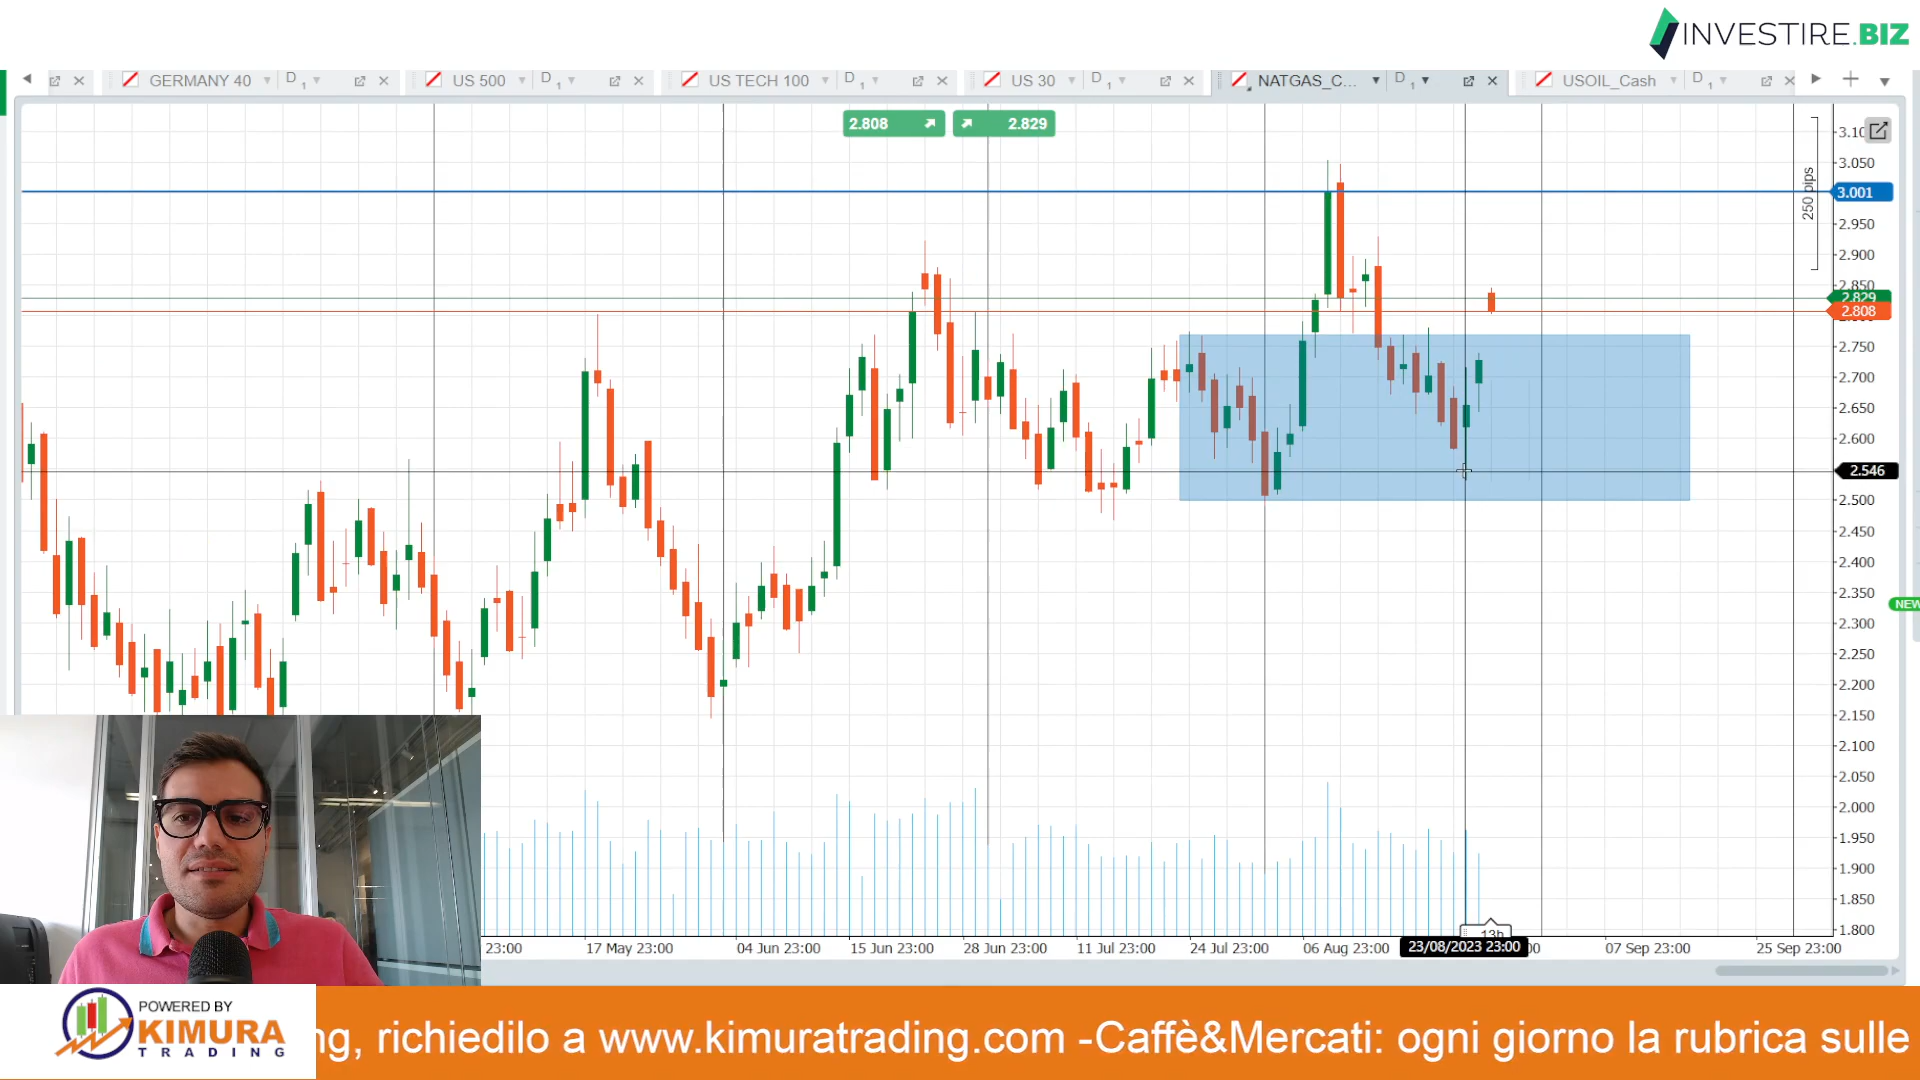 INVESTIRE.BIZ
GERMANY 40 D 1
US 500 D 1
US TECH 100 D 1
US 30 D 1
NATGAS_C... D 1
USOIL_Cash D 1
2.808
2.829
250 pips
3.050
3.001
2.950
2.900
2.850
2.829
2.808
2.750
2.700
2.650
2.600
2.546
2.500
2.450
2.400
2.350
NEW
2.300
2.250
2.200
2.150
2.100
2.050
2.000
1.950
1.900
1.850
1.800
13h
23:00
17 May 23:00
04 Jun 23:00
15 Jun 23:00
28 Jun 23:00
11 Jul 23:00
24 Jul 23:00
06 Aug 23:00
23/08/2023 23:00
07 Sep 23:00
25 Sep 23:00
POWERED BY
KIMURA
TRADING
ng, richiedilo a www.kimuratrading.com -Caffè&Mercati: ogni giorno la rubrica sulle